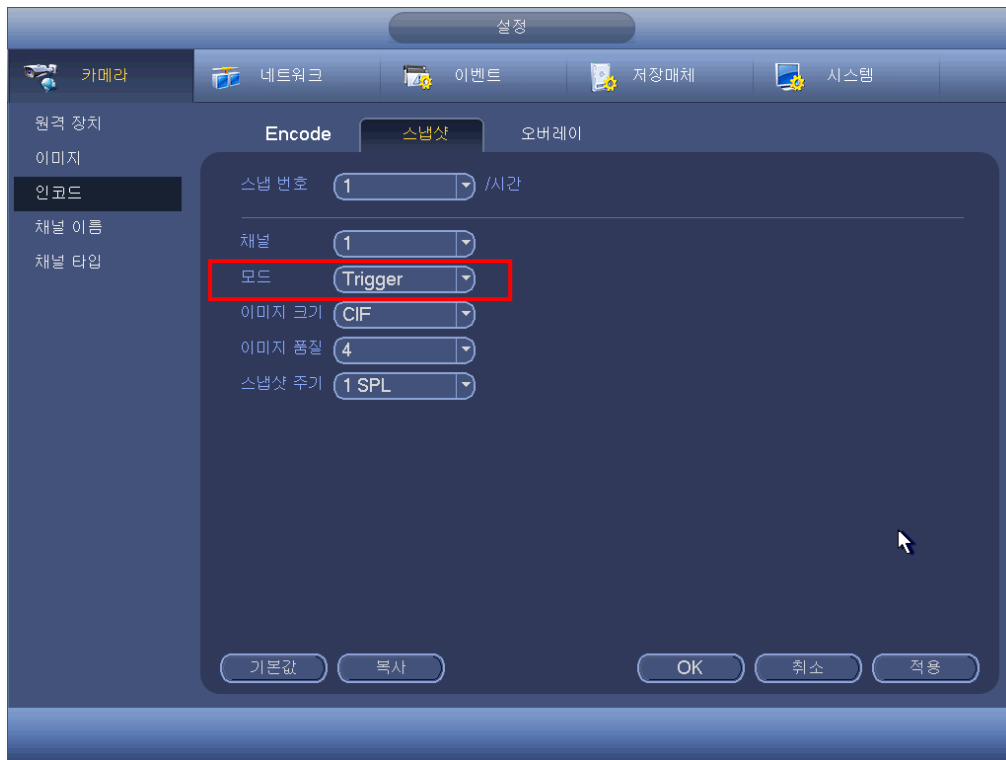 설정
카메라 네트워크 이벤트 저장매체 시스템
원격 장치
이미지
인코드
채널 이름
채널 타입
Encode 스냅샷 오버레이
스냅 번호 1 /시간
채널 1
모드 Trigger
이미지 크기 CIF
이미지 품질 4
스냅샷 주기 1 SPL
기본값 복사 OK 취소 적용